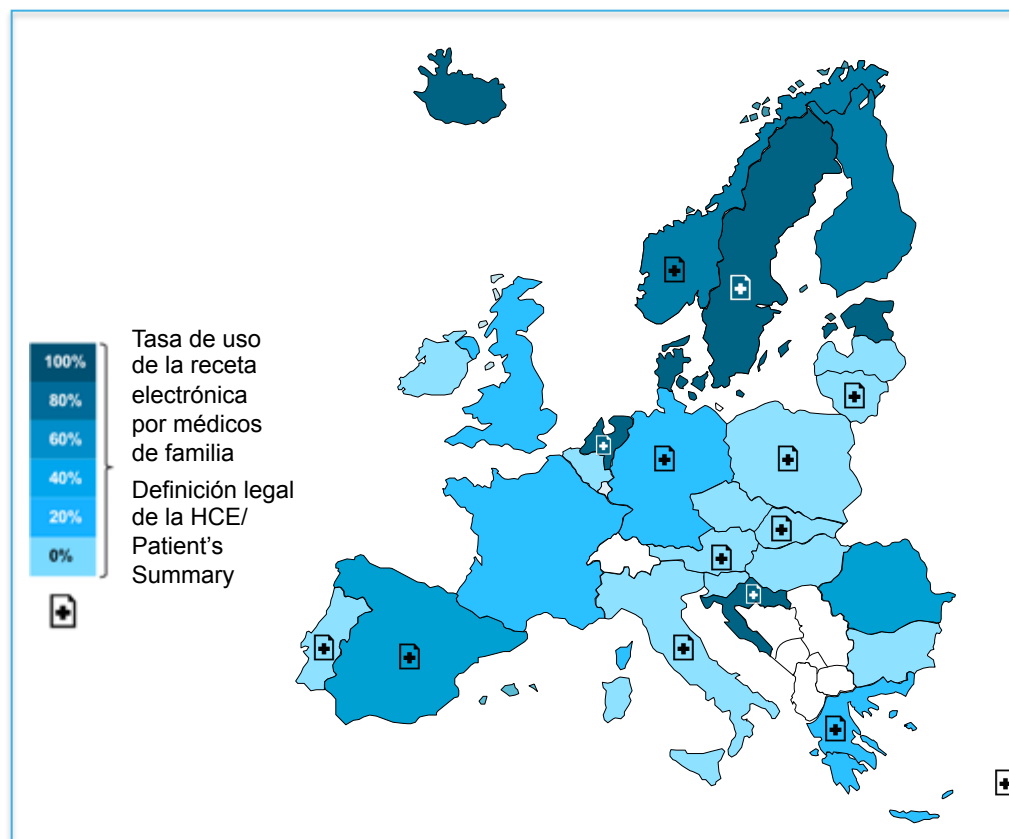 100%
80%
60%
40%
20%
0%
Tasa de uso
de la receta
electrónica
por médicos
de familia
Definición legal
de la HCE/
Patient's
Summary